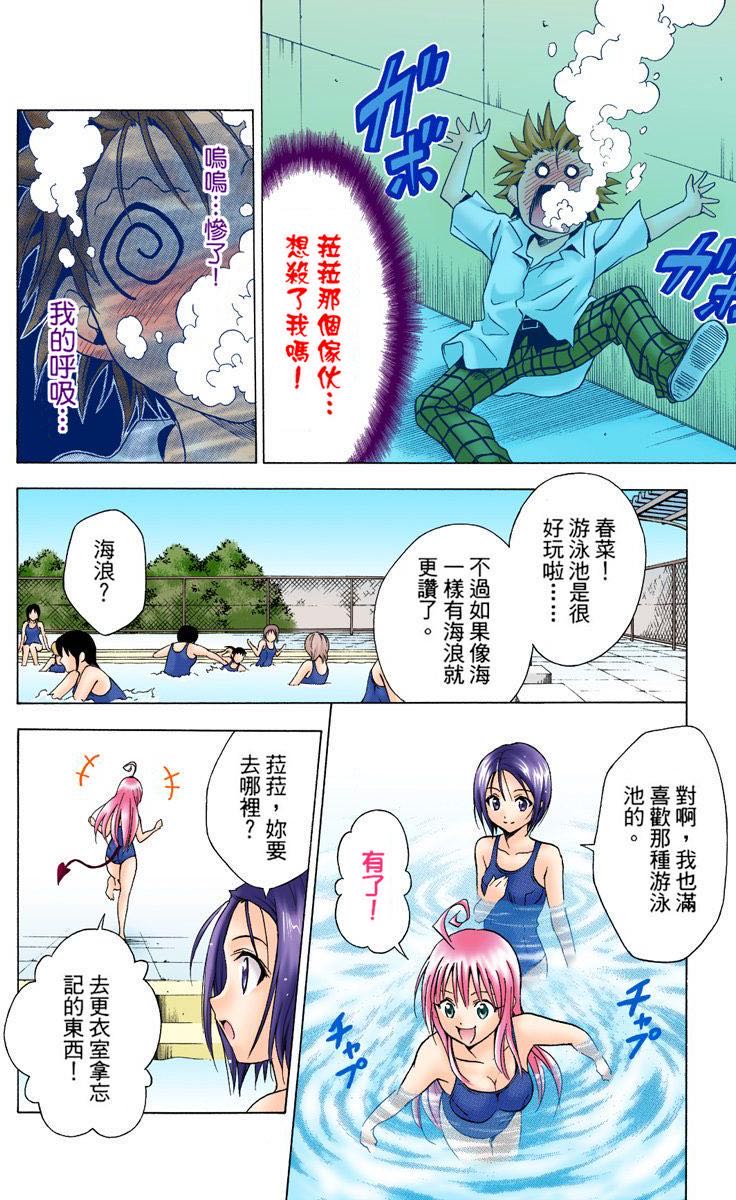 ガボ
ガボ
菈菈那個傢伙…
想殺了我嗎！
嗚嗚…慘了！
我的呼吸…
春菜！
游泳池是很
好玩啦……
不過如果像海
一樣有海浪就
更讚了。
海浪？
對啊，我也滿
喜歡那種游泳
池的。
有了！
チャプ
チャプ
菈菈，妳要
去哪裡？
去更衣室拿忘
記的東西！